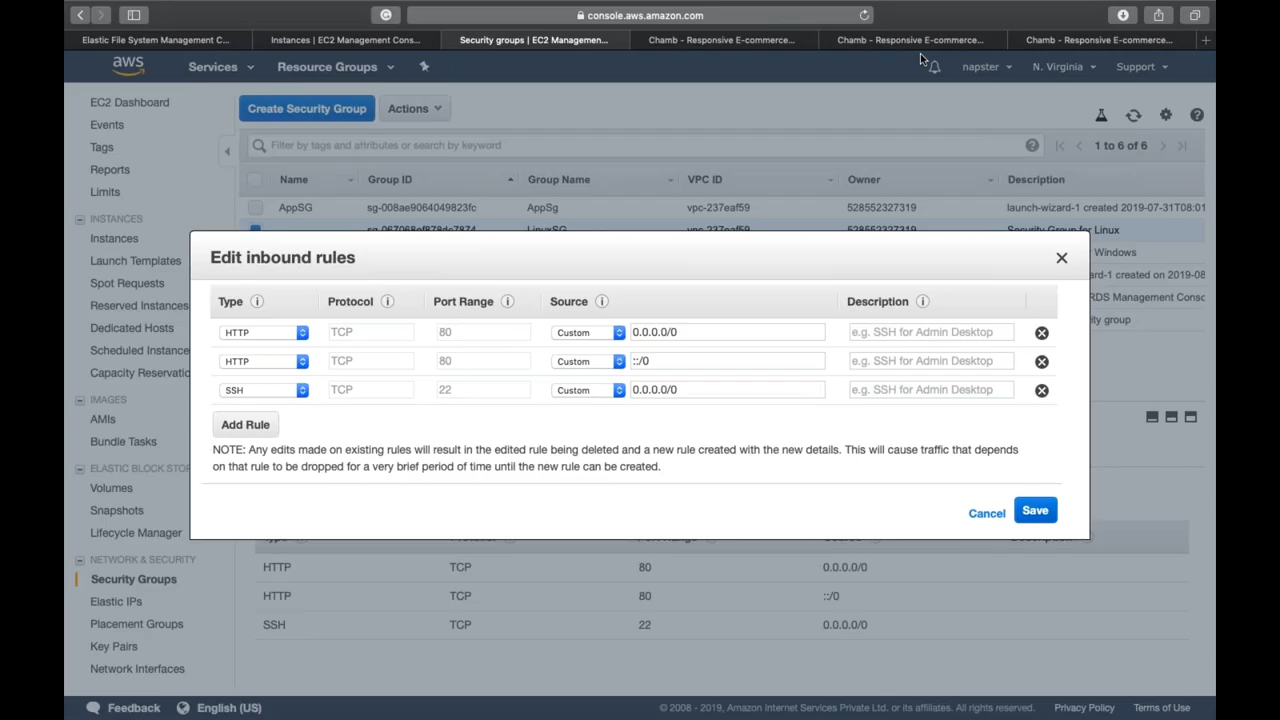 console.aws.amazon.com
Elastic File System Management C...
Instances | EC2 Management Cons...
Security groups | EC2 Managemen...
Chamb - Responsive E-commerce...
Chamb - Responsive E-commerce...
Chamb - Responsive E-commerce...
aws Services Resource Groups napster N. Virginia Support
EC2 Dashboard
Events
Tags
Reports
Limits
INSTANCES
Instances
Launch Templates
Spot Requests
Reserved Instances
Dedicated Hosts
Scheduled Instance
Capacity Reservatio
IMAGES
AMIs
Bundle Tasks
ELASTIC BLOCK STOR
Volumes
Snapshots
Lifecycle Manager
NETWORK & SECURITY
Security Groups
Elastic IPs
Placement Groups
Key Pairs
Network Interfaces
Create Security Group Actions
Filter by tags and attributes or search by keyword
1 to 6 of 6
Name Group ID Group Name VPC ID Owner Description
AppSG sg-008ae9064049823fc AppSg vpc-237eaf59 528552327319 launch-wizard-1 created 2019-07-31T08:01
LinuxSG vpc-237eaf59 528552327319 Security Group for Linux
Windows
ard-1 created on 2019-08-
RDS Management Consc
ity group
Edit inbound rules
Type Protocol Port Range Source Description
HTTP TCP 80 Custom 0.0.0.0/0 e.g. SSH for Admin Desktop
HTTP TCP 80 Custom ::/0 e.g. SSH for Admin Desktop
SSH TCP 22 Custom 0.0.0.0/0 e.g. SSH for Admin Desktop
Add Rule
NOTE: Any edits made on existing rules will result in the edited rule being deleted and a new rule created with the new details. This will cause traffic that depends
on that rule to be dropped for a very brief period of time until the new rule can be created.
Cancel Save
HTTP TCP 80 0.0.0.0/0
HTTP TCP 80 ::/0
SSH TCP 22 0.0.0.0/0
Feedback English (US) © 2008 - 2019, Amazon Internet Services Private Ltd. or its affiliates. All rights reserved. Privacy Policy Terms of Use